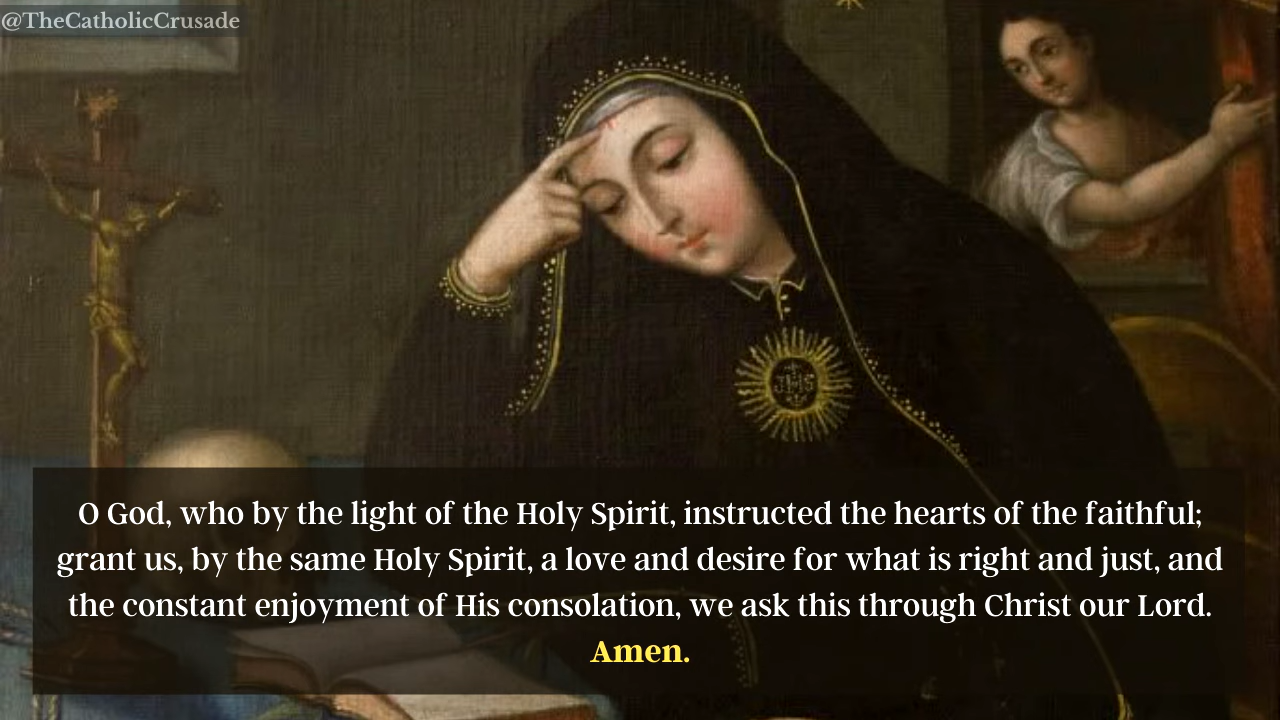 @TheCatholicCrusade
JHS
O God, who by the light of the Holy Spirit, instructed the hearts of the faithful;
grant us, by the same Holy Spirit, a love and desire for what is right and just, and
the constant enjoyment of His consolation, we ask this through Christ our Lord.
Amen.